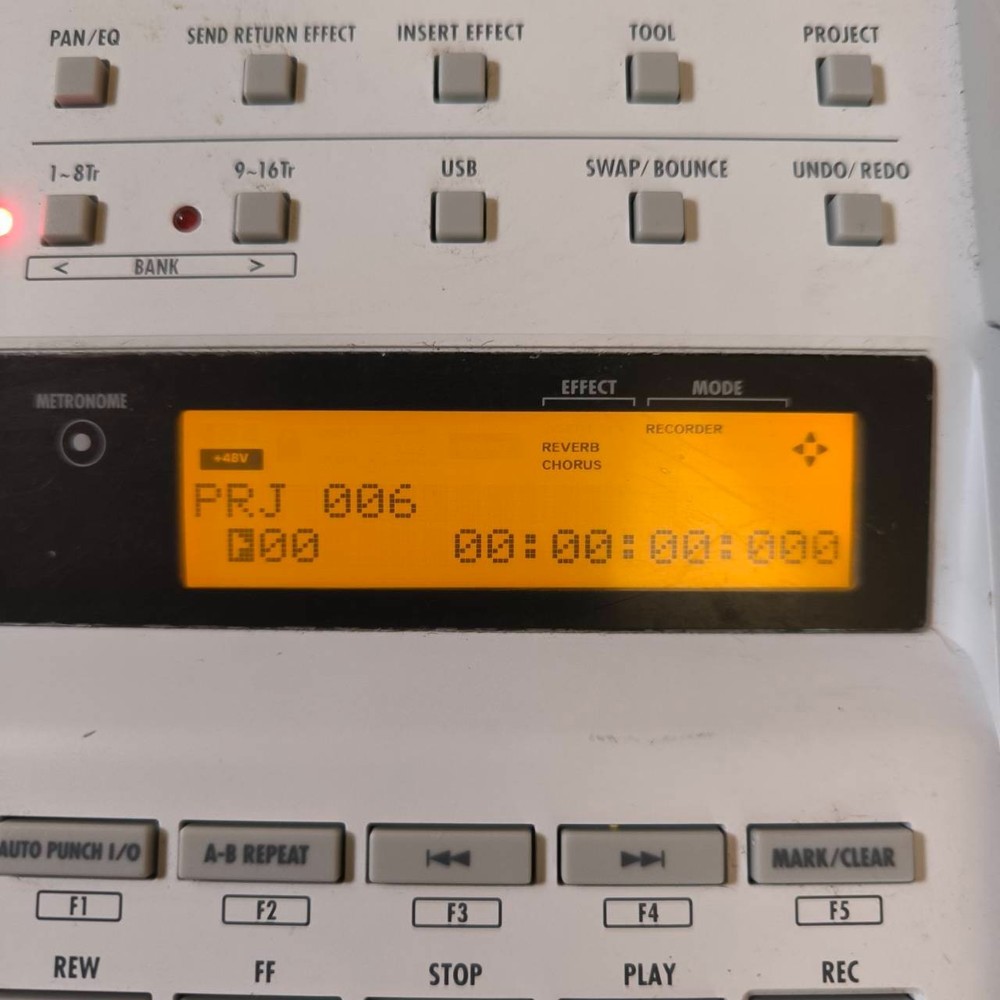 PAN/EQ SEND RETURN EFFECT INSERT EFFECT TOOL PROJECT
1~8Tr 9~16Tr USB SWAP/BOUNCE UNDO/REDO
< BANK >
METRONOME EFFECT MODE
RECORDER
REVERB
+48V
CHORUS
PRJ 006
00 00:00:00:000
AUTO PUNCH I/O A-B REPEAT MARK/CLEAR
F1 F2 F3 F4 F5
REW FF STOP PLAY REC